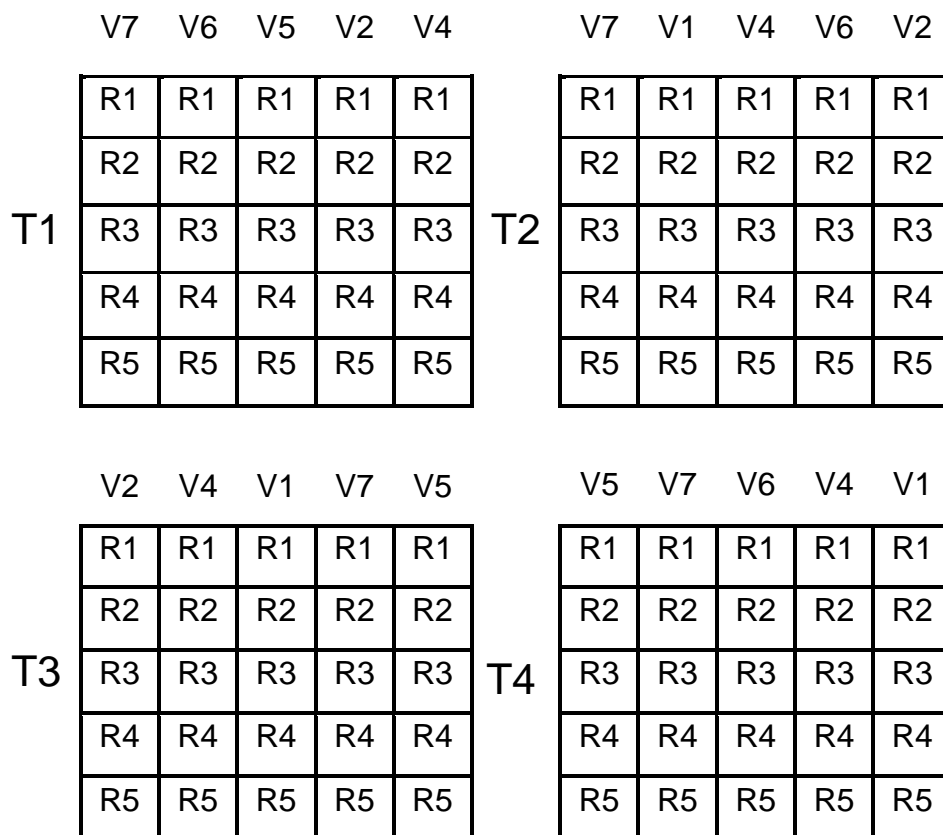 V7 V6 V5 V2 V4 V7 V1 V4 V6 V2
R1 R1 R1 R1 R1 R1 R1 R1 R1 R1
R2 R2 R2 R2 R2 R2 R2 R2 R2 R2
T1 R3 R3 R3 R3 R3 T2 R3 R3 R3 R3 R3
R4 R4 R4 R4 R4 R4 R4 R4 R4 R4
R5 R5 R5 R5 R5 R5 R5 R5 R5 R5
V2 V4 V1 V7 V5 V5 V7 V6 V4 V1
R1 R1 R1 R1 R1 R1 R1 R1 R1 R1
R2 R2 R2 R2 R2 R2 R2 R2 R2 R2
T3 R3 R3 R3 R3 R3 T4 R3 R3 R3 R3 R3
R4 R4 R4 R4 R4 R4 R4 R4 R4 R4
R5 R5 R5 R5 R5 R5 R5 R5 R5 R5